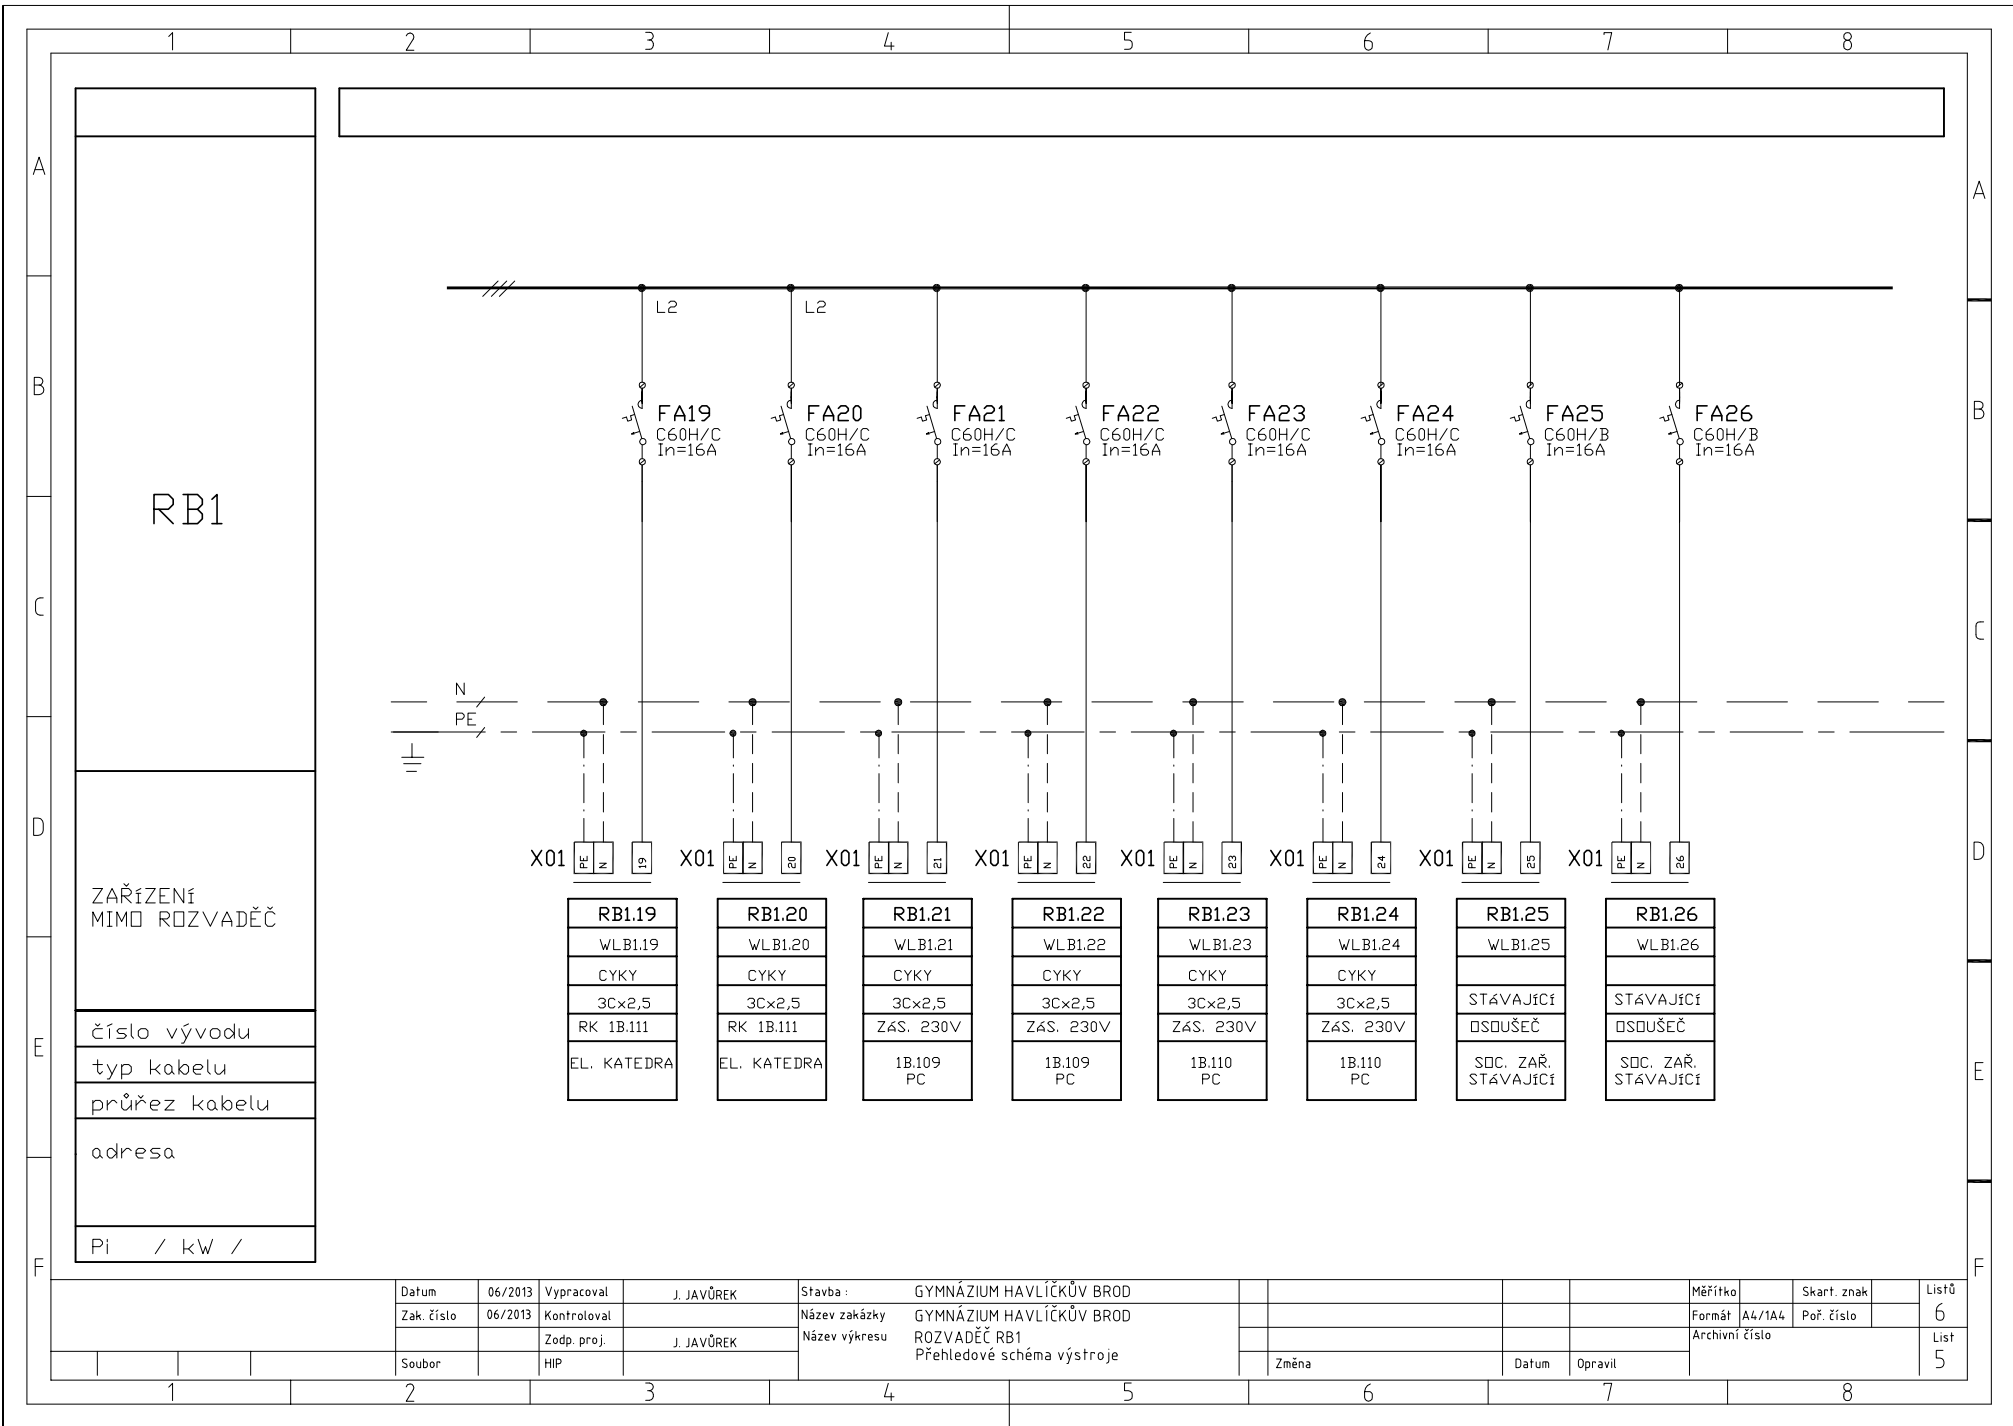 1 2 3 4 5 6 7 8
A
A
B
B
C
C
D
D
E
E
F
F
RB1
ZAŘÍZENÍ
MIMO ROZVADĚČ
číslo vývodu
typ kabelu
průřez kabelu
adresa
Pi / kW /
L2 L2
FA19 FA20 FA21 FA22 FA23 FA24 FA25 FA26
C60H/C C60H/C C60H/C C60H/C C60H/C C60H/C C60H/B C60H/B
In=16A In=16A In=16A In=16A In=16A In=16A In=16A In=16A
N
PE
X01 PE N 19 X01 PE N 20 X01 PE N 21 X01 PE N 22 X01 PE N 23 X01 PE N 24 X01 PE N 25 X01 PE N 26
RB1.19 RB1.20 RB1.21 RB1.22 RB1.23 RB1.24 RB1.25 RB1.26
WLB1.19 WLB1.20 WLB1.21 WLB1.22 WLB1.23 WLB1.24 WLB1.25 WLB1.26
CYKY CYKY CYKY CYKY CYKY CYKY
3Cx2,5 3Cx2,5 3Cx2,5 3Cx2,5 3Cx2,5 3Cx2,5 STÁVAJÍCÍ STÁVAJÍCÍ
RK 1B.111 RK 1B.111 ZÁS. 230V ZÁS. 230V ZÁS. 230V ZÁS. 230V OSOUŠEČ OSOUŠEČ
EL. KATEDRA EL. KATEDRA 1B.109 1B.109 1B.110 1B.110 SOC. ZAŘ. SOC. ZAŘ.
PC PC PC PC STÁVAJÍCÍ STÁVAJÍCÍ
Datum 06/2013 Vypracoval J. JAVŮREK Stavba : GYMNÁZIUM HAVLÍČKŮV BROD Měřítko Skart. znak Listů
Zak. číslo 06/2013 Kontroloval Název zakázky GYMNÁZIUM HAVLÍČKŮV BROD Formát A4/1A4 Poř. číslo 6
Zodp. proj. J. JAVŮREK Název výkresu ROZVADĚČ RB1 Archivní číslo List
Přehledové schéma výstroje
Soubor HIP Změna Datum Opravil 5
1 2 3 4 5 6 7 8